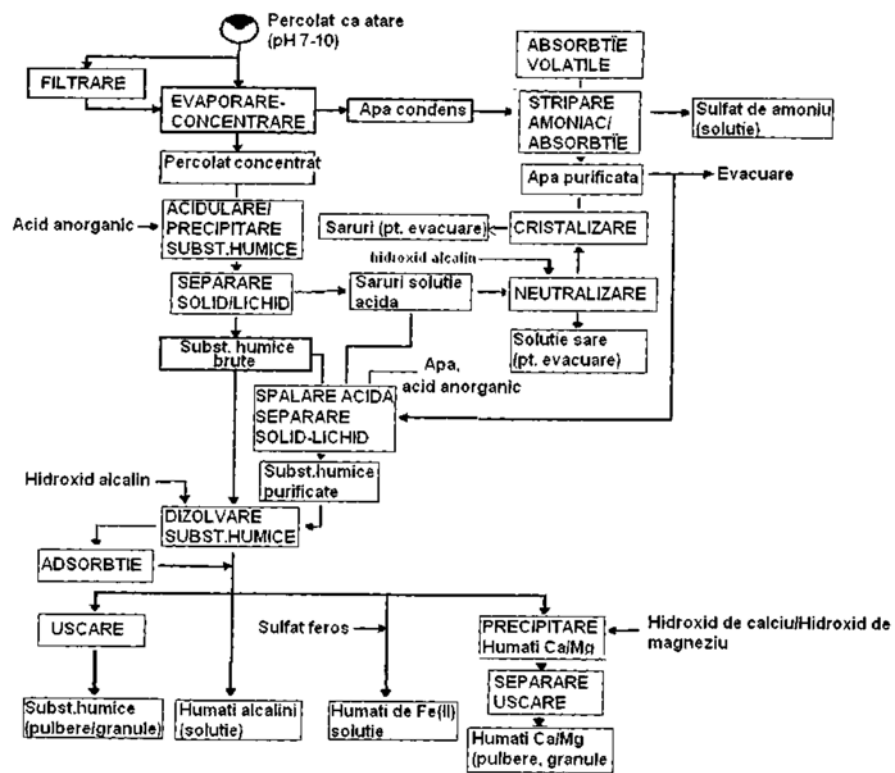 Percolat ca atare
(pH 7-10)
ABSORBTÏE
VOLATILE
FILTRARE
EVAPORARE-
CONCENTRARE
Apa condens
STRIPARE
AMONIAC/
ABSORBTÏE
Sulfat de amoniu
(solutie)
Percolat concentrat
Apa purificata
Evacuare
Acid anorganic
ACIDULARE/
PRECIPITARE
SUBST.HUMICE
Saruri (pt. evacuare)
CRISTALIZARE
hidroxid alcalin
SEPARARE
SOLID/LICHID
Saruri solutie
acida
NEUTRALIZARE
Subst. humice
brute
Solutie sare
(pt. evacuare)
Apa,
acid anorganic
SPALARE ACIDA
SEPARARE
SOLID-LICHID
Hidroxid alcalin
Subst.humice
purificate
DIZOLVARE
SUBST.HUMICE
ADSORBTIE
USCARE
Sulfat feros
PRECIPITARE
Humati Ca/Mg
Hidroxid de calciu/Hidroxid de
magneziu
SEPARARE
USCARE
Subst.humice
(pulbere/granule)
Humati alcalini
(solutie)
Humati de Fe(II)
solutie
Humati Ca/Mg
(pulbere, granule